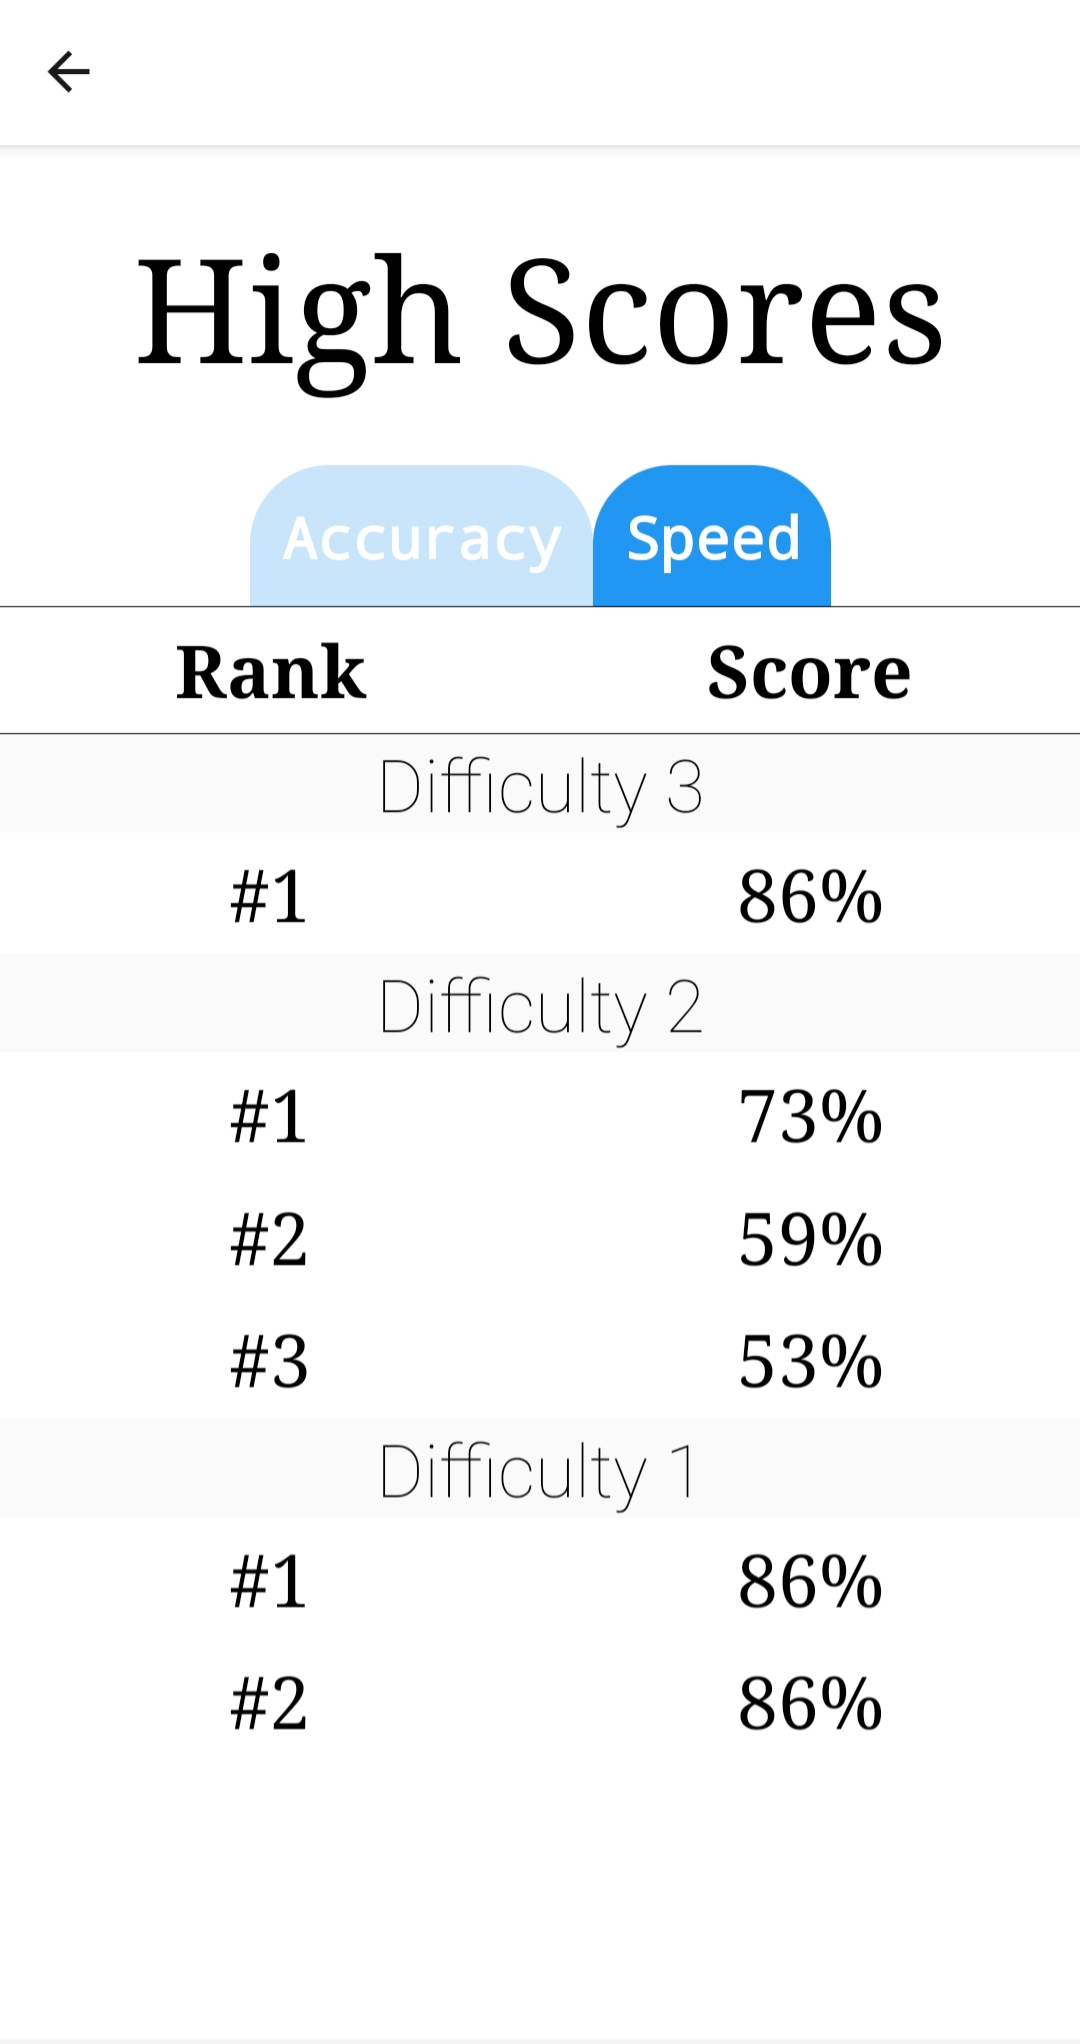 High Scores
Accuracy Speed
Rank Score
Difficulty 3
#1 86%
Difficulty 2
#1 73%
#2 59%
#3 53%
Difficulty 1
#1 86%
#2 86%